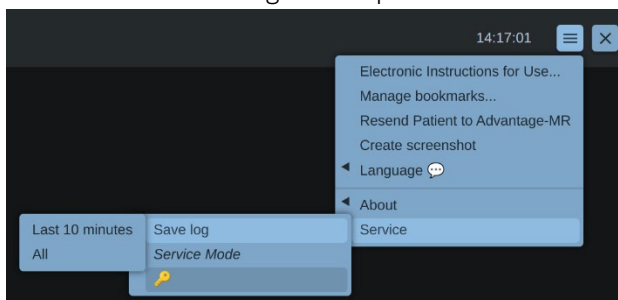 14:17:01
Electronic Instructions for Use...
Manage bookmarks...
Resend Patient to Advantage-MR
Create screenshot
Language
About
Service
Save log
Service Mode
Last 10 minutes
All